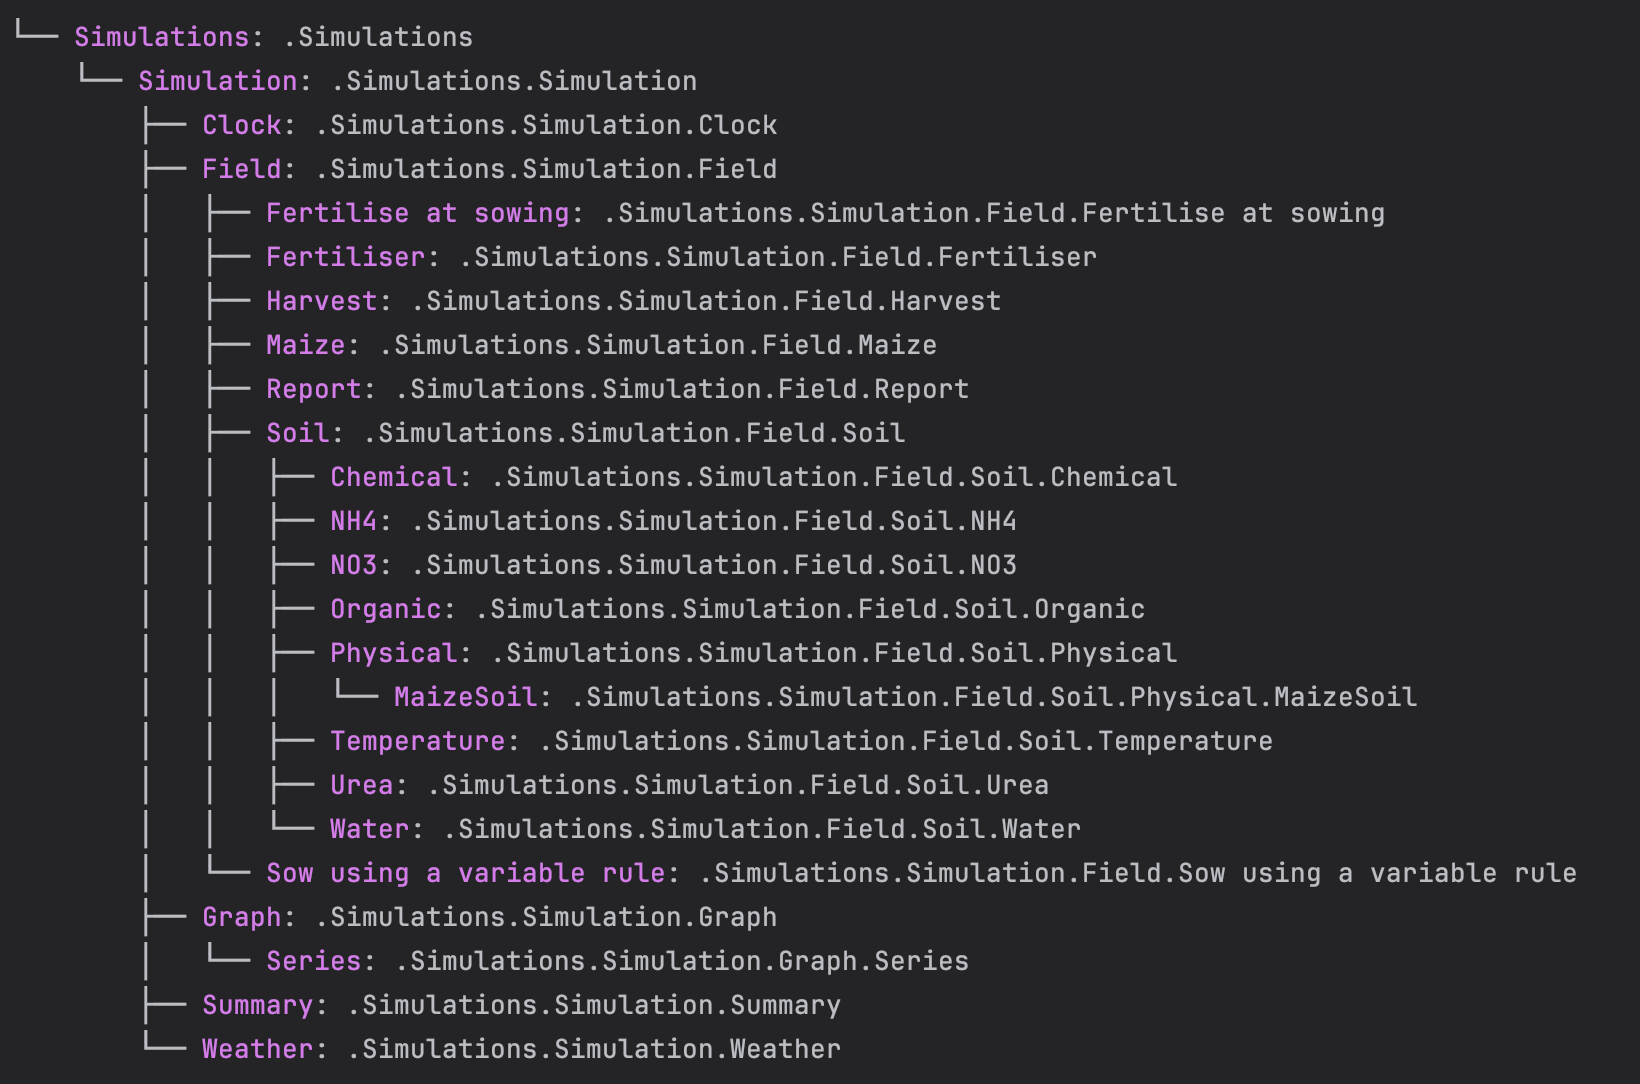 └── Simulations: .Simulations
    └── Simulation: .Simulations.Simulation
        ├── Clock: .Simulations.Simulation.Clock
        ├── Field: .Simulations.Simulation.Field
        │   ├── Fertilise at sowing: .Simulations.Simulation.Field.Fertilise at sowing
        │   ├── Fertiliser: .Simulations.Simulation.Field.Fertiliser
        │   ├── Harvest: .Simulations.Simulation.Field.Harvest
        │   ├── Maize: .Simulations.Simulation.Field.Maize
        │   ├── Report: .Simulations.Simulation.Field.Report
        │   ├── Soil: .Simulations.Simulation.Field.Soil
        │   │   ├── Chemical: .Simulations.Simulation.Field.Soil.Chemical
        │   │   ├── NH4: .Simulations.Simulation.Field.Soil.NH4
        │   │   ├── NO3: .Simulations.Simulation.Field.Soil.NO3
        │   │   ├── Organic: .Simulations.Simulation.Field.Soil.Organic
        │   │   ├── Physical: .Simulations.Simulation.Field.Soil.Physical
        │   │   │   └── MaizeSoil: .Simulations.Simulation.Field.Soil.Physical.MaizeSoil
        │   │   ├── Temperature: .Simulations.Simulation.Field.Soil.Temperature
        │   │   ├── Urea: .Simulations.Simulation.Field.Soil.Urea
        │   │   └── Water: .Simulations.Simulation.Field.Soil.Water
        │   └── Sow using a variable rule: .Simulations.Simulation.Field.Sow using a variable rule
        ├── Graph: .Simulations.Simulation.Graph
        │   └── Series: .Simulations.Simulation.Graph.Series
        ├── Summary: .Simulations.Simulation.Summary
        └── Weather: .Simulations.Simulation.Weather